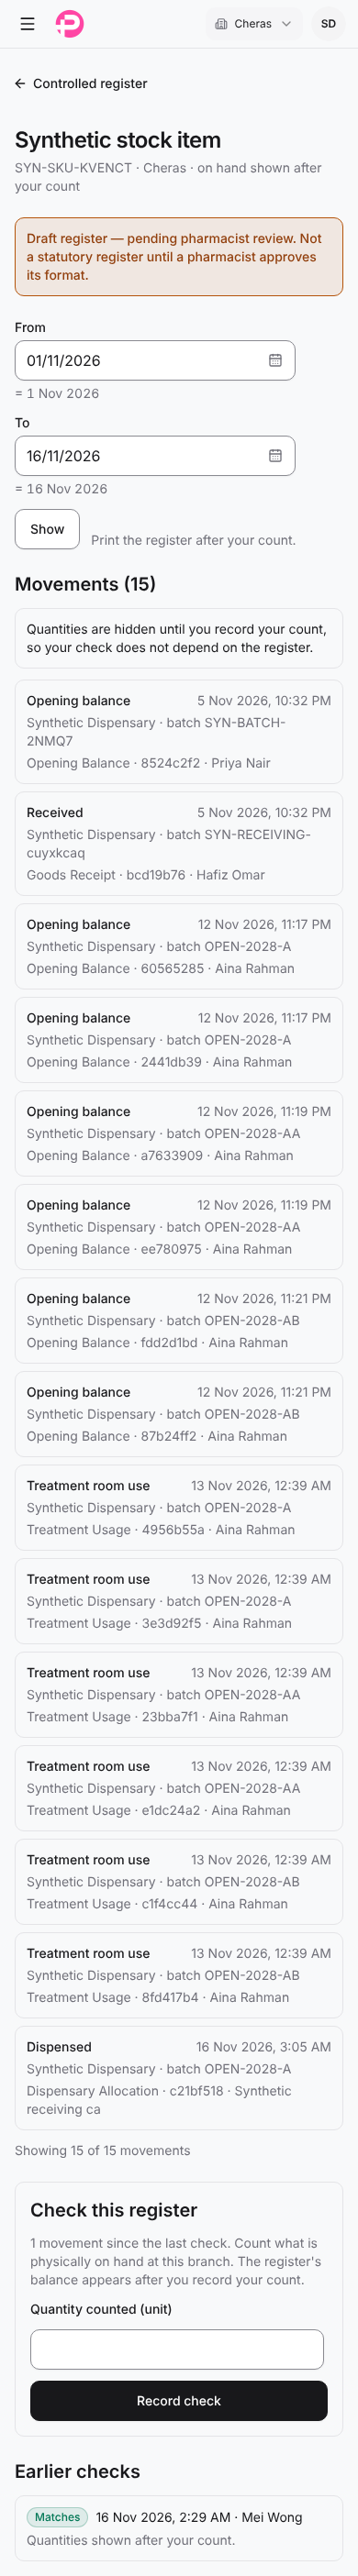 Cheras
SD
Controlled register
Synthetic stock item
SYN-SKU-KVENCT · Cheras · on hand shown after
your count
Draft register — pending pharmacist review. Not
a statutory register until a pharmacist approves
its format.
From
01/11/2026
= 1 Nov 2026
To
16/11/2026
= 16 Nov 2026
Show
Print the register after your count.
Movements (15)
Quantities are hidden until you record your count,
so your check does not depend on the register.
Opening balance 5 Nov 2026, 10:32 PM
Synthetic Dispensary · batch SYN-BATCH-
2NMQ7
Opening Balance · 8524c2f2 · Priya Nair
Received 5 Nov 2026, 10:32 PM
Synthetic Dispensary · batch SYN-RECEIVING-
cuyxkcaq
Goods Receipt · bcd19b76 · Hafiz Omar
Opening balance 12 Nov 2026, 11:17 PM
Synthetic Dispensary · batch OPEN-2028-A
Opening Balance · 60565285 · Aina Rahman
Opening balance 12 Nov 2026, 11:17 PM
Synthetic Dispensary · batch OPEN-2028-A
Opening Balance · 2441db39 · Aina Rahman
Opening balance 12 Nov 2026, 11:19 PM
Synthetic Dispensary · batch OPEN-2028-AA
Opening Balance · a7633909 · Aina Rahman
Opening balance 12 Nov 2026, 11:19 PM
Synthetic Dispensary · batch OPEN-2028-AA
Opening Balance · ee780975 · Aina Rahman
Opening balance 12 Nov 2026, 11:21 PM
Synthetic Dispensary · batch OPEN-2028-AB
Opening Balance · fdd2d1bd · Aina Rahman
Opening balance 12 Nov 2026, 11:21 PM
Synthetic Dispensary · batch OPEN-2028-AB
Opening Balance · 87b24ff2 · Aina Rahman
Treatment room use 13 Nov 2026, 12:39 AM
Synthetic Dispensary · batch OPEN-2028-A
Treatment Usage · 4956b55a · Aina Rahman
Treatment room use 13 Nov 2026, 12:39 AM
Synthetic Dispensary · batch OPEN-2028-A
Treatment Usage · 3e3d92f5 · Aina Rahman
Treatment room use 13 Nov 2026, 12:39 AM
Synthetic Dispensary · batch OPEN-2028-AA
Treatment Usage · 23bba7f1 · Aina Rahman
Treatment room use 13 Nov 2026, 12:39 AM
Synthetic Dispensary · batch OPEN-2028-AA
Treatment Usage · e1dc24a2 · Aina Rahman
Treatment room use 13 Nov 2026, 12:39 AM
Synthetic Dispensary · batch OPEN-2028-AB
Treatment Usage · c1f4cc44 · Aina Rahman
Treatment room use 13 Nov 2026, 12:39 AM
Synthetic Dispensary · batch OPEN-2028-AB
Treatment Usage · 8fd417b4 · Aina Rahman
Dispensed 16 Nov 2026, 3:05 AM
Synthetic Dispensary · batch OPEN-2028-A
Dispensary Allocation · c21bf518 · Synthetic
receiving ca
Showing 15 of 15 movements
Check this register
1 movement since the last check. Count what is
physically on hand at this branch. The register's
balance appears after you record your count.
Quantity counted (unit)
Record check
Earlier checks
Matches 16 Nov 2026, 2:29 AM · Mei Wong
Quantities shown after your count.